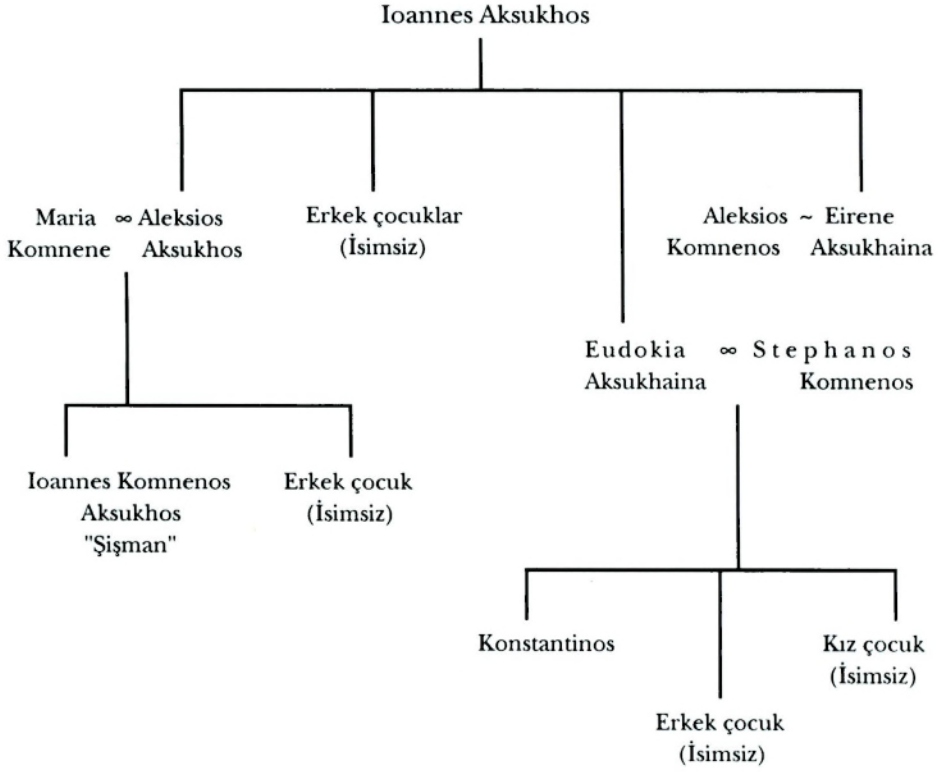 Ioannes Aksukhos
Maria ∞ Aleksios
Komnene Aksukhos
Erkek çocuklar
(İsimsiz)
Aleksios ~ Eirene
Komnenos Aksukhaina
Eudokia ∞ Stephanos
Aksukhaina Komnenos
Ioannes Komnenos
Aksukhos
"Şişman"
Erkek çocuk
(İsimsiz)
Konstantinos
Erkek çocuk
(İsimsiz)
Kız çocuk
(İsimsiz)